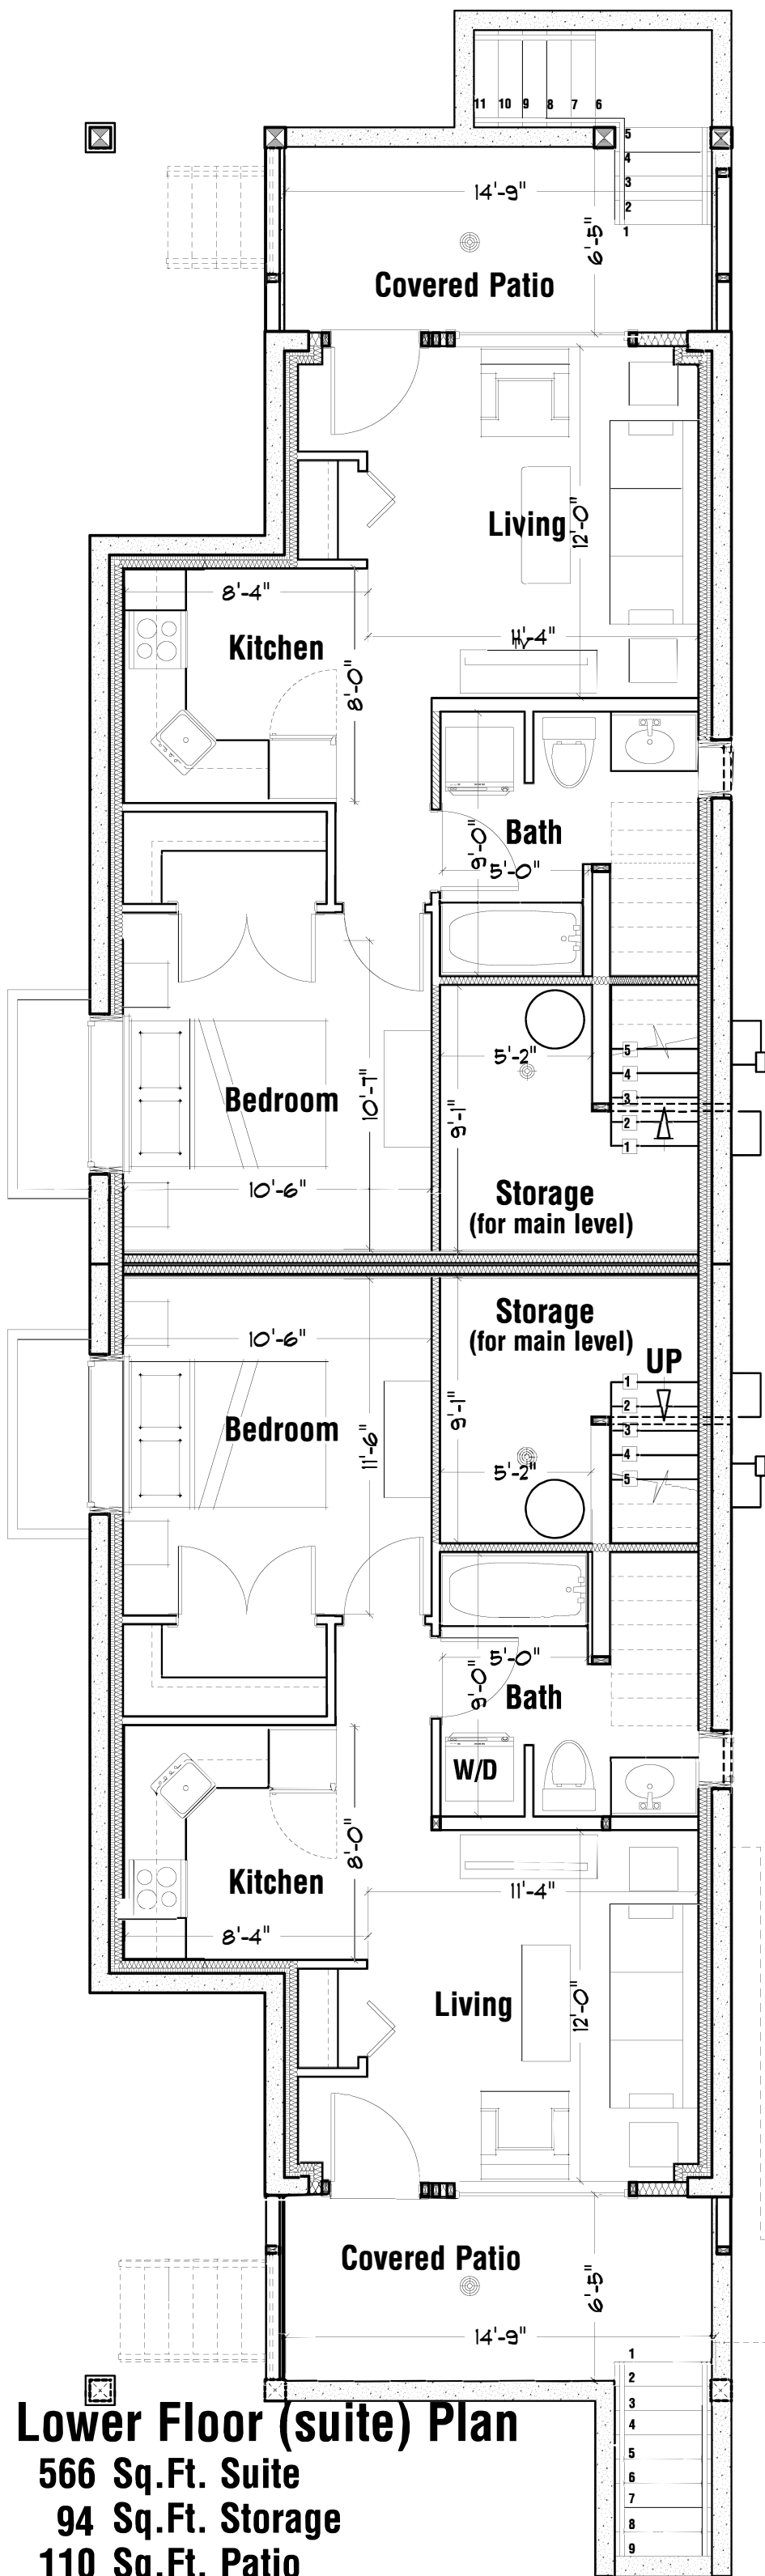 11 10 9 8 7 6
5
4
3
2
1
14'-9"
6'-5"
Covered Patio
Living
12'-0"
8'-4"
Kitchen
8'-0"
11'-4"
Bath
9'-0"
5'-0"
5'-2"
5
4
3
2
1
Bedroom
10'-7"
9'-1"
10'-6"
Storage
(for main level)
Storage
(for main level)
10'-6"
UP
1
2
3
4
5
Bedroom
11'-6"
9'-1"
5'-2"
5'-0"
9'-0"
Bath
W/D
8'-0"
Kitchen
11'-4"
8'-4"
Living
12'-0"
Covered Patio
6'-5"
14'-9"
1
2
3
4
5
6
7
8
9
Lower Floor (suite) Plan
566 Sq.Ft. Suite
94 Sq.Ft. Storage
110 Sq.Ft. Patio